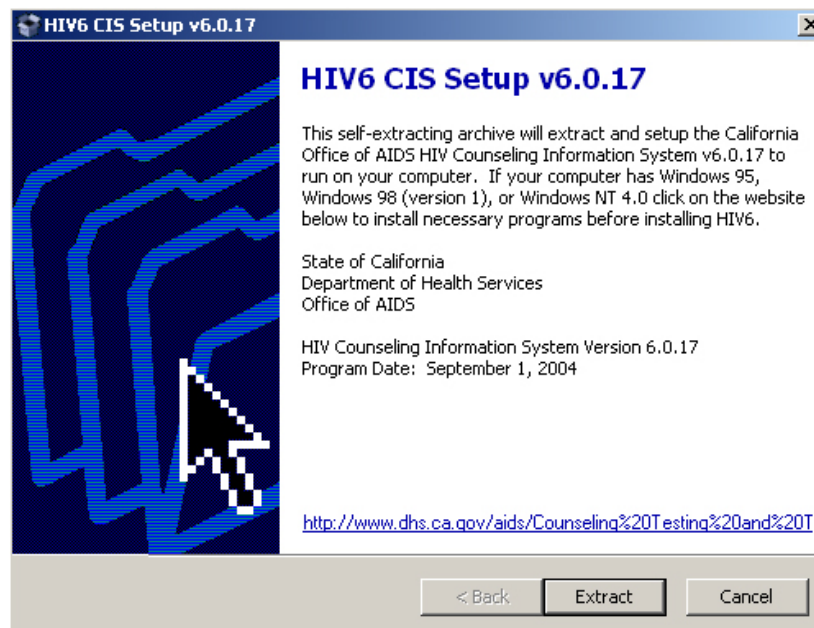 HIV6 CIS Setup v6.0.17
HIV6 CIS Setup v6.0.17
This self-extracting archive will extract and setup the California
Office of AIDS HIV Counseling Information System v6.0.17 to
run on your computer.  If your computer has Windows 95,
Windows 98 (version 1), or Windows NT 4.0 click on the website
below to install necessary programs before installing HIV6.
State of California
Department of Health Services
Office of AIDS
HIV Counseling Information System Version 6.0.17
Program Date:  September 1, 2004
http://www.dhs.ca.gov/aids/Counseling%20Testing%20and%20T
< Back
Extract
Cancel